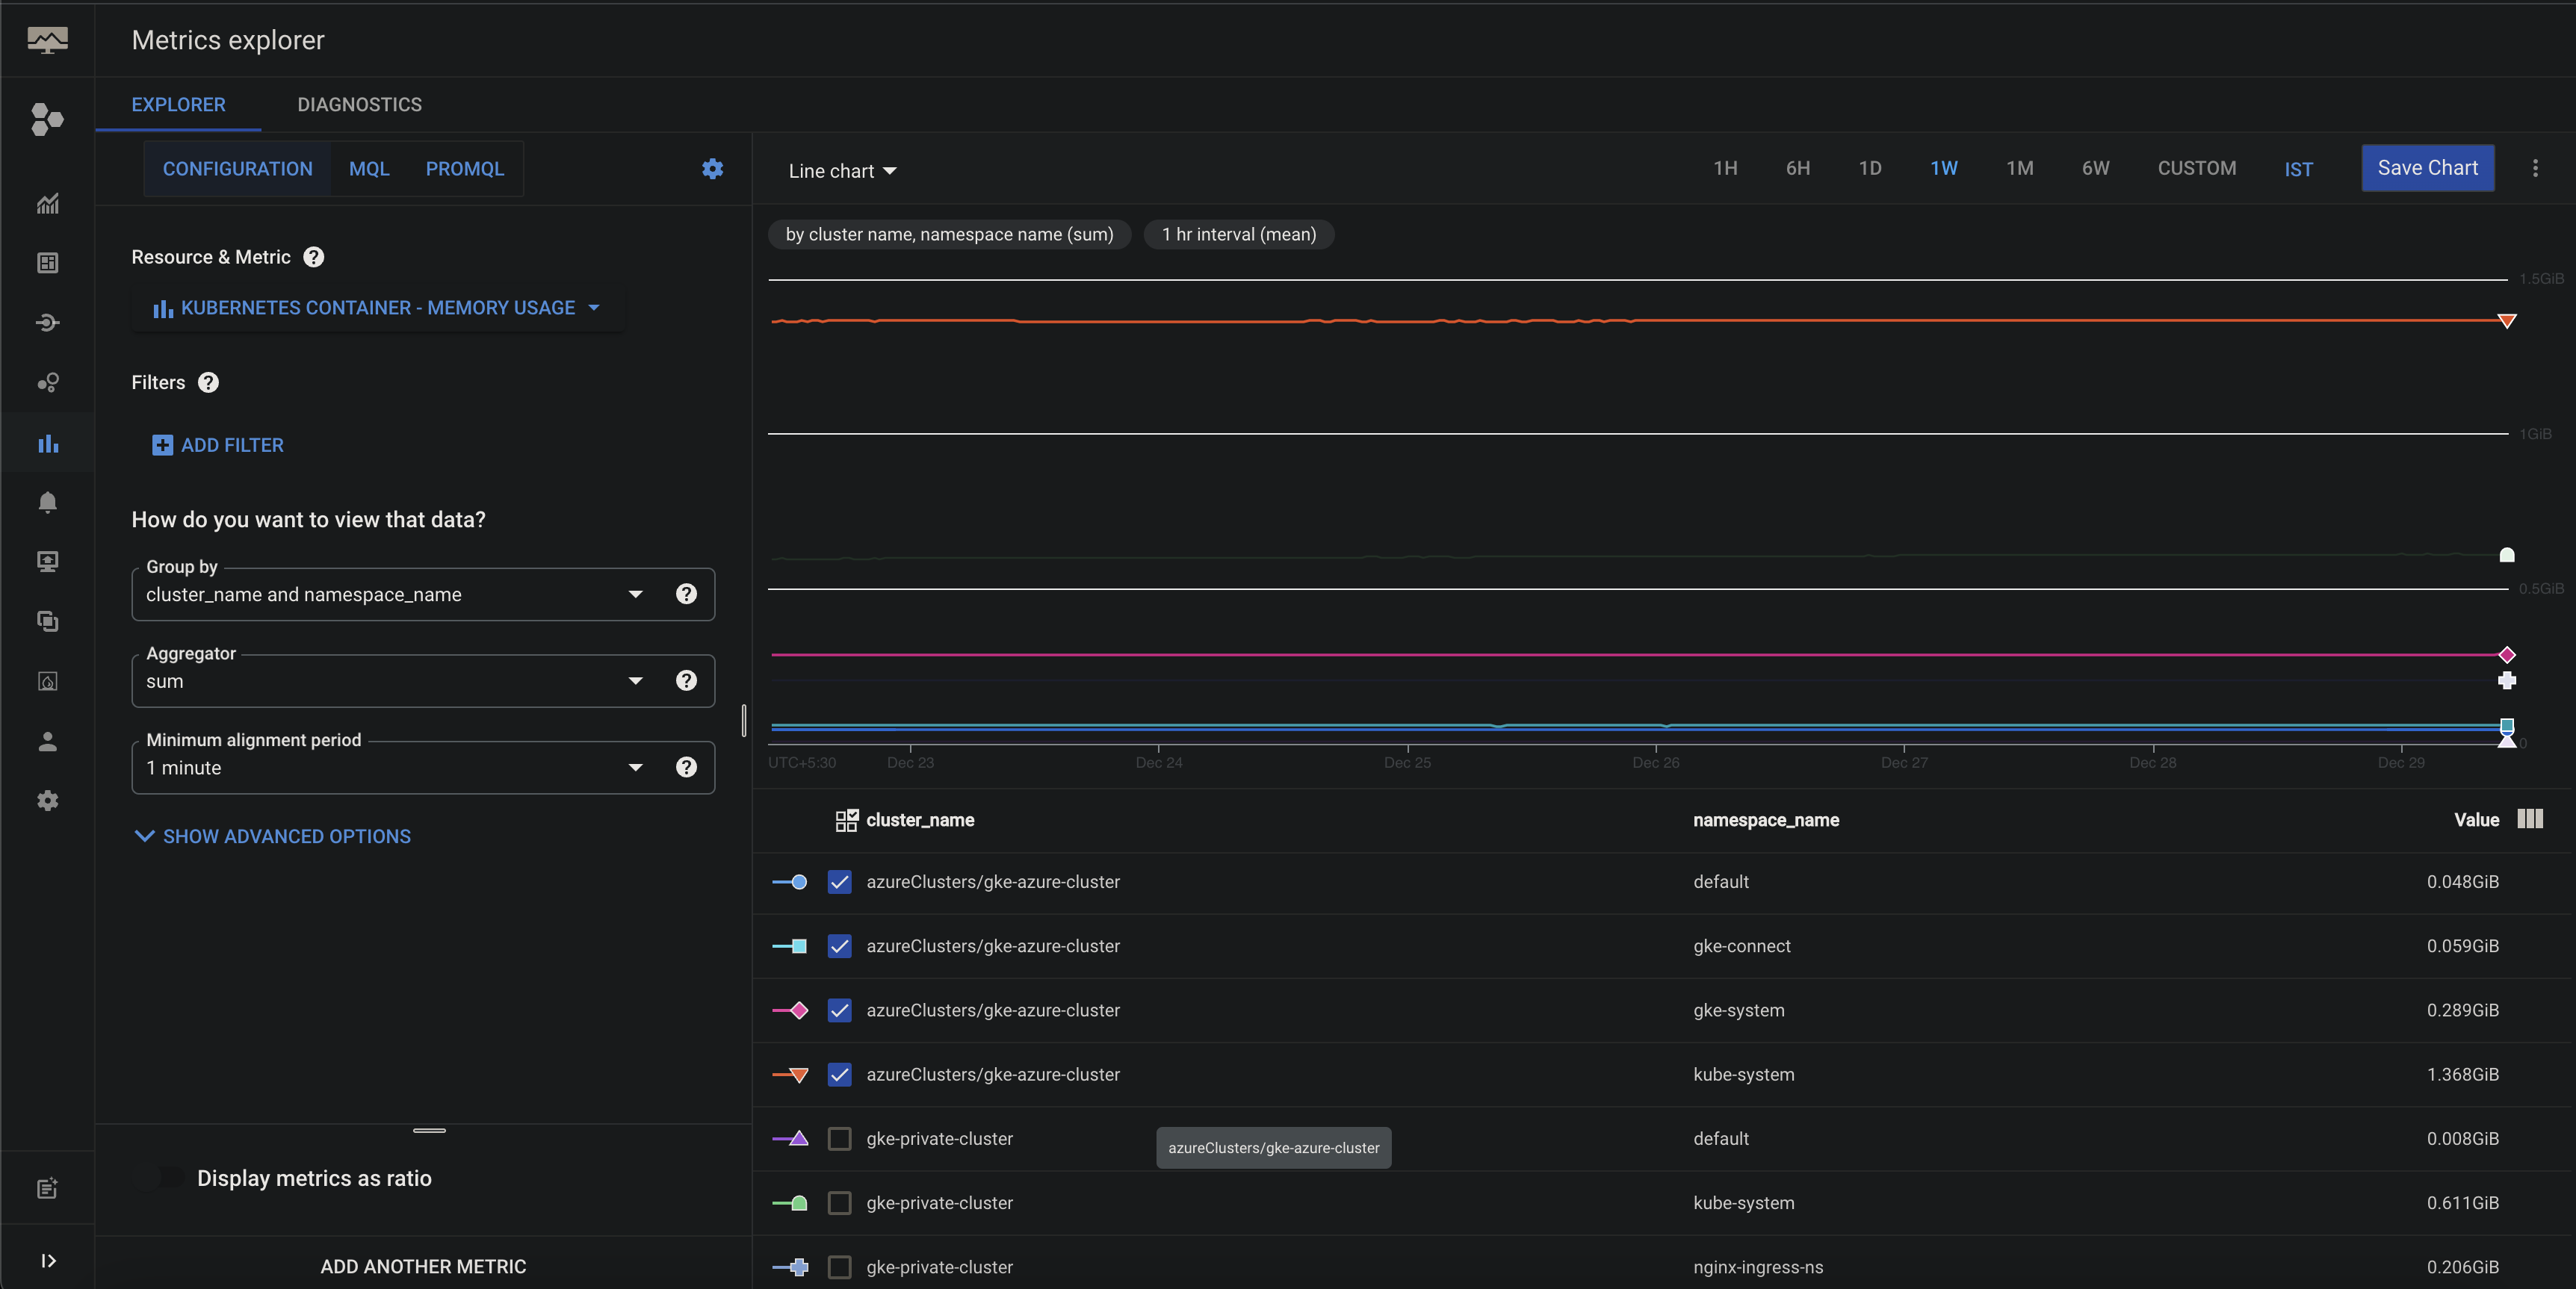 Metrics explorer
EXPLORER DIAGNOSTICS
CONFIGURATION MQL PROMQL
Line chart 1H 6H 1D 1W 1M 6W CUSTOM IST Save Chart
by cluster name, namespace name (sum) 1 hr interval (mean)
Resource & Metric
KUBERNETES CONTAINER - MEMORY USAGE
Filters
ADD FILTER
How do you want to view that data?
Group by
cluster_name and namespace_name
Aggregator
sum
Minimum alignment period
1 minute
SHOW ADVANCED OPTIONS
Display metrics as ratio
ADD ANOTHER METRIC
1.5GiB
1GiB
0.5GiB
0
UTC+5:30 Dec 23 Dec 24 Dec 25 Dec 26 Dec 27 Dec 28 Dec 29
cluster_name namespace_name Value
azureClusters/gke-azure-cluster default 0.048GiB
azureClusters/gke-azure-cluster gke-connect 0.059GiB
azureClusters/gke-azure-cluster gke-system 0.289GiB
azureClusters/gke-azure-cluster kube-system 1.368GiB
gke-private-cluster default 0.008GiB
azureClusters/gke-azure-cluster
gke-private-cluster kube-system 0.611GiB
gke-private-cluster nginx-ingress-ns 0.206GiB